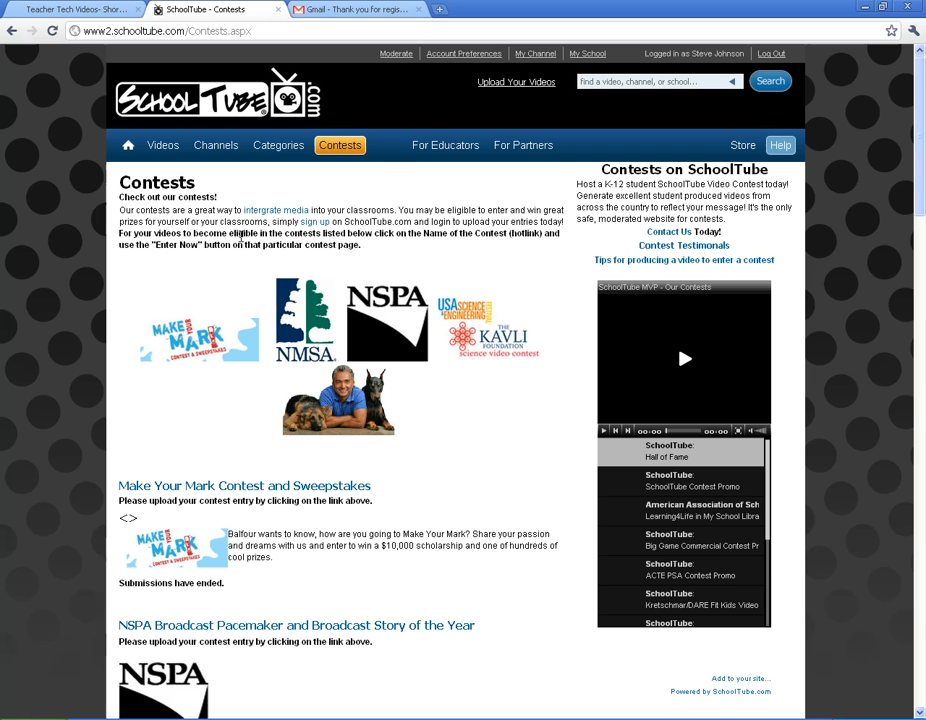 Teacher Tech Videos- Shor...
SchoolTube - Contests
Gmail - Thank you for regis...
www2.schooltube.com/Contests.aspx
Moderate
Account Preferences
My Channel
My School
Logged in as Steve Johnson
Log Out
SCHOOL TUBE .com
Upload Your Videos
find a video, channel, or school...
Search
Videos
Channels
Categories
Contests
For Educators
For Partners
Store
Help
Contests
Check out our contests!
Our contests are a great way to intergrate media into your classrooms. You may be eligible to enter and win great
prizes for yourself or your classrooms, simply sign up on SchoolTube.com and login to upload your entries today!
For your videos to become eligible in the contests listed below click on the Name of the Contest (hotlink) and
use the "Enter Now" button on that particular contest page.
MAKE YOUR MARK
CONTEST & SWEEPSTAKES
NMSA
NSPA
USA SCIENCE
& ENGINEERING
FESTIVAL
THE
KAVLI
FOUNDATION
science video contest
Make Your Mark Contest and Sweepstakes
Please upload your contest entry by clicking on the link above.
<>
MAKE YOUR MARK
CONTEST & SWEEPSTAKES
Balfour wants to know, how are you going to Make Your Mark? Share your passion
and dreams with us and enter to win a $10,000 scholarship and one of hundreds of
cool prizes.
Submissions have ended.
NSPA Broadcast Pacemaker and Broadcast Story of the Year
Please upload your contest entry by clicking on the link above.
NSPA
Contests on SchoolTube
Host a K-12 student SchoolTube Video Contest today!
Generate excellent student produced videos from
across the country to reflect your message! It's the only
safe, moderated website for contests.
Contact Us Today!
Contest Testimonals
Tips for producing a video to enter a contest
SchoolTube MVP - Our Contests
00:00
00:00
SchoolTube:
Hall of Fame
SchoolTube:
SchoolTube Contest Promo
American Association of Sch
Learning4Life in My School Libra
SchoolTube:
Big Game Commercial Contest Pr
SchoolTube:
ACTE PSA Contest Promo
SchoolTube:
Kretschmar/DARE Fit Kids Video
SchoolTube:
Add to your site...
Powered by SchoolTube.com